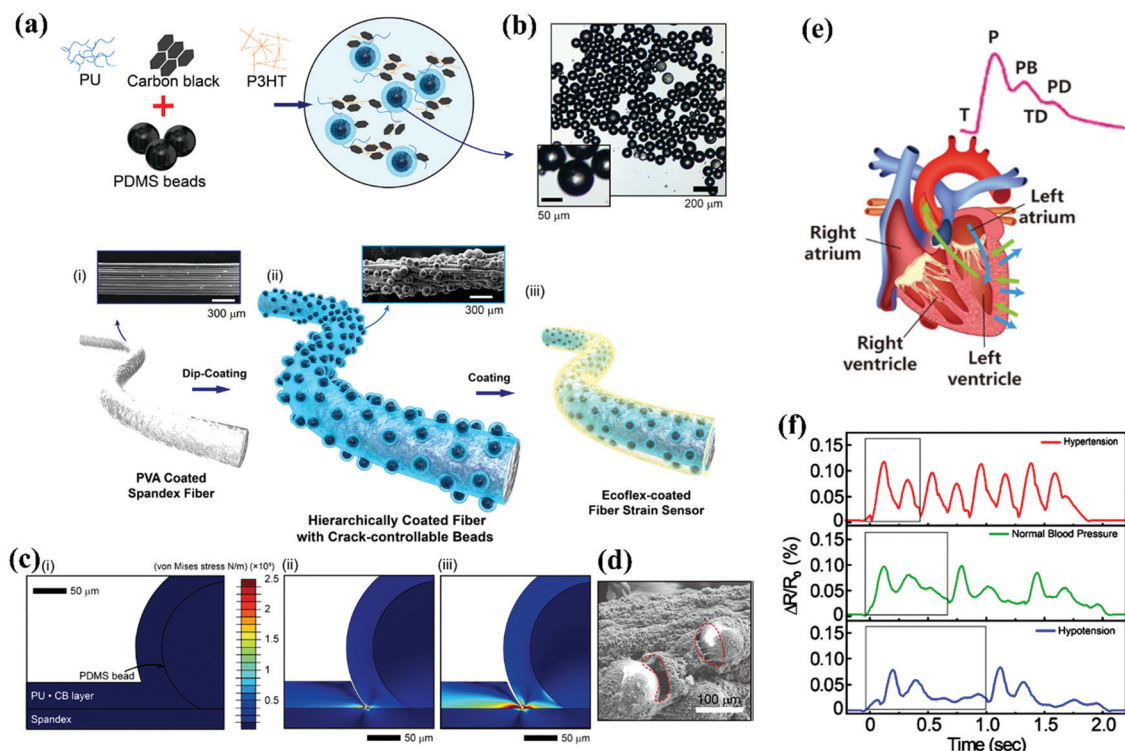 (a)
PU
Carbon black
P3HT
+
PDMS beads
(b)
50 μm
200 μm
(i)
300 μm
(ii)
300 μm
(iii)
Dip-Coating
Coating
PVA Coated
Spandex Fiber
Hierarchically Coated Fiber
with Crack-controllable Beads
Ecoflex-coated
Fiber Strain Sensor
(c)
(i)
(von Mises stress N/m) (×10⁸)
50 μm
PDMS bead
PU • CB layer
Spandex
2.5
2
1.5
1
0.5
(ii)
50 μm
(iii)
50 μm
(d)
100 μm
(e)
P
PB
PD
T
TD
Left
atrium
Right
atrium
Right
ventricle
Left
ventricle
(f)
ΔR/R₀ (%)
0.15
0.10
0.05
0
Hypertension
0.15
0.10
0.05
0
Normal Blood Pressure
0.15
0.10
0.05
0
Hypotension
0 0.5 1.0 1.5 2.0
Time (sec)